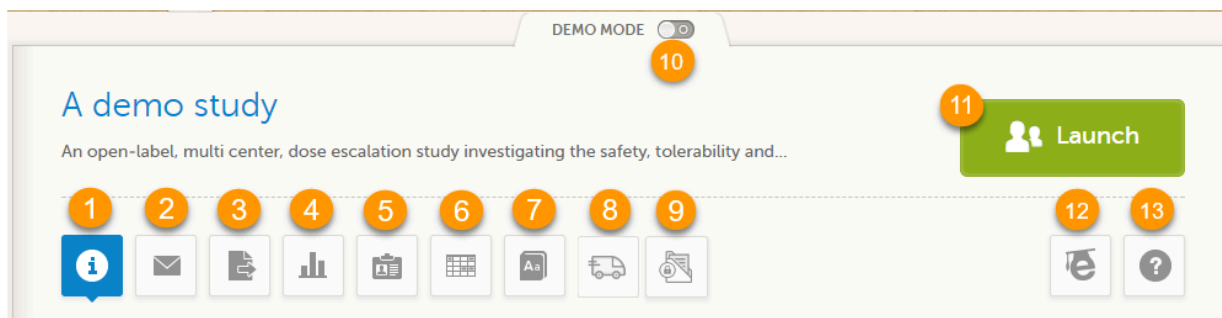 DEMO MODE
10
A demo study
11
Launch
An open-label, multi center, dose escalation study investigating the safety, tolerability and...
1 2 3 4 5 6 7 8 9 12 13
i Aa e ?